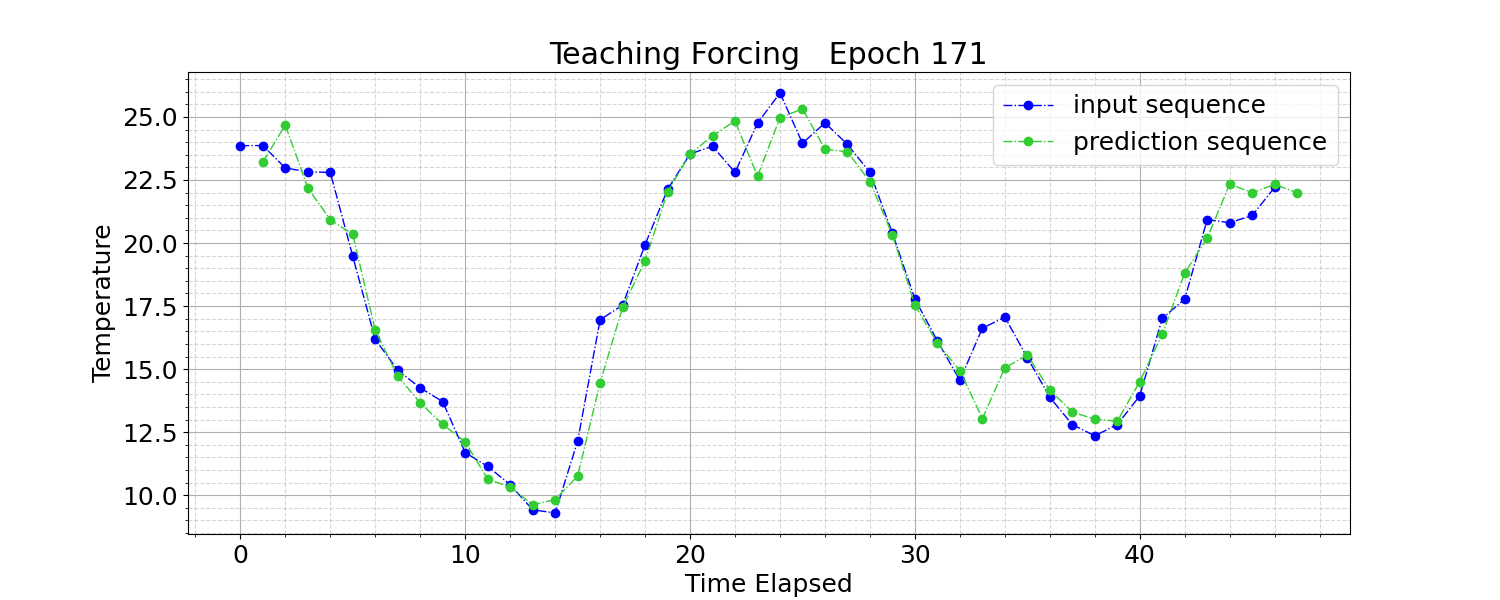 Teaching Forcing   Epoch 171
input sequence
prediction sequence
Temperature
25.0
22.5
20.0
17.5
15.0
12.5
10.0
0 10 20 30 40
Time Elapsed